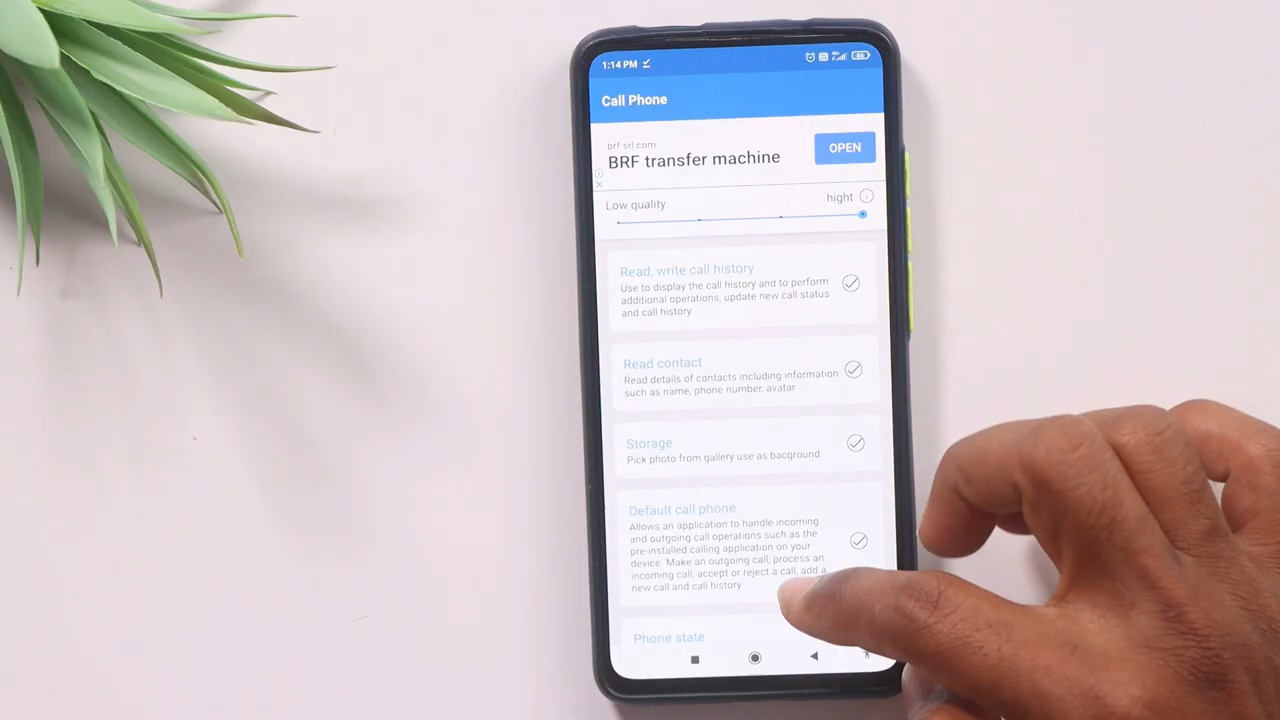 1:14 PM
66
Call Phone
brf-srl.com
BRF transfer machine
OPEN
Low quality
hight
Read, write call history
Use to display the call history and to perform
additional operations, update new call status
and call history
Read contact
Read details of contacts including information
such as name, phone number, avatar ...
Storage
Pick photo from gallery use as bacground
Default call phone
Allows an application to handle incoming
and outgoing call operations such as the
pre-installed calling application on your
device. Make an outgoing call, process an
incoming call, accept or reject a call, add a
new call and call history
Phone state